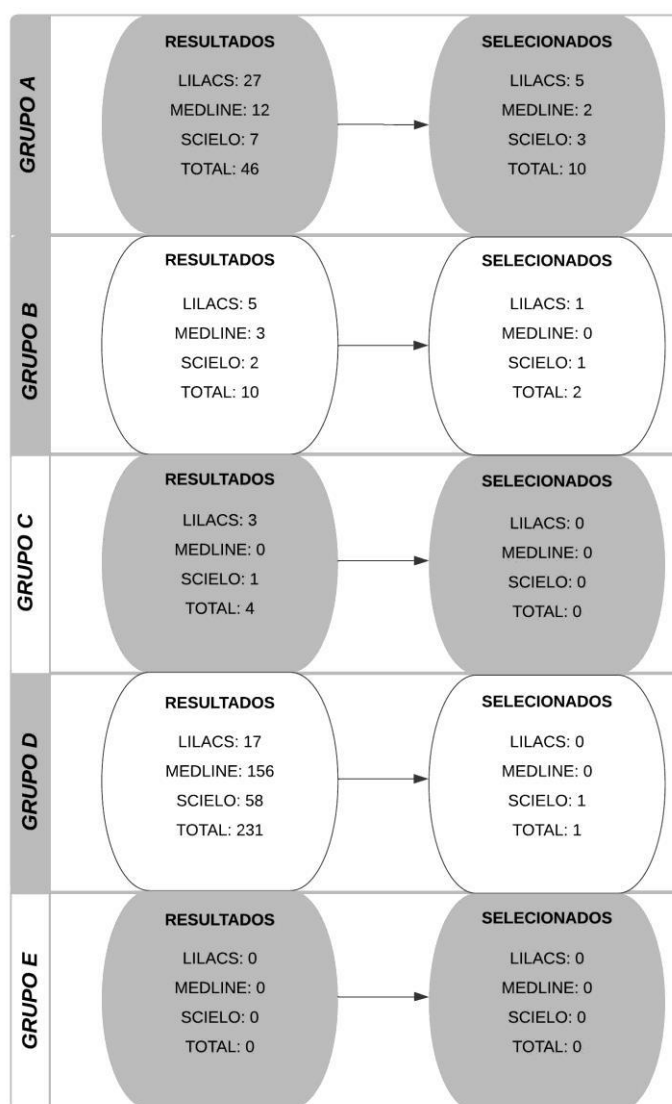 GRUPO A
RESULTADOS
LILACS: 27
MEDLINE: 12
SCIELO: 7
TOTAL: 46
SELECIONADOS
LILACS: 5
MEDLINE: 2
SCIELO: 3
TOTAL: 10
GRUPO B
RESULTADOS
LILACS: 5
MEDLINE: 3
SCIELO: 2
TOTAL: 10
SELECIONADOS
LILACS: 1
MEDLINE: 0
SCIELO: 1
TOTAL: 2
GRUPO C
RESULTADOS
LILACS: 3
MEDLINE: 0
SCIELO: 1
TOTAL: 4
SELECIONADOS
LILACS: 0
MEDLINE: 0
SCIELO: 0
TOTAL: 0
GRUPO D
RESULTADOS
LILACS: 17
MEDLINE: 156
SCIELO: 58
TOTAL: 231
SELECIONADOS
LILACS: 0
MEDLINE: 0
SCIELO: 1
TOTAL: 1
GRUPO E
RESULTADOS
LILACS: 0
MEDLINE: 0
SCIELO: 0
TOTAL: 0
SELECIONADOS
LILACS: 0
MEDLINE: 0
SCIELO: 0
TOTAL: 0